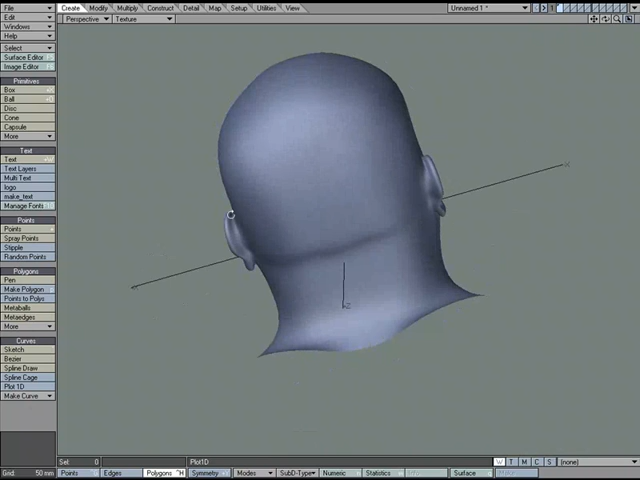 File Create Modify Multiply Construct Detail Map Setup Utilities View Unnamed 1 * 1
Edit Perspective Texture
Windows
Help
Select
Surface Editor
Image Editor
Primitives
Box
Ball
Disc
Cone
Capsule
More
Text
Text
Text Layers
Multi Text
logo
make_text
Manage Fonts
Points
Points
Spray Points
Stipple
Random Points
Polygons
Pen
Make Polygon
Points to Polys
Metaballs
Metaedges
More
Curves
Sketch
Bezier
Spline Draw
Spline Cage
Plot 1D
Make Curve
Sel: 0 Plot1D W T M C S (none)
Grid: 50 mm Points Edges Polygons ^H Symmetry Modes SubD-Type Numeric Statistics Surface